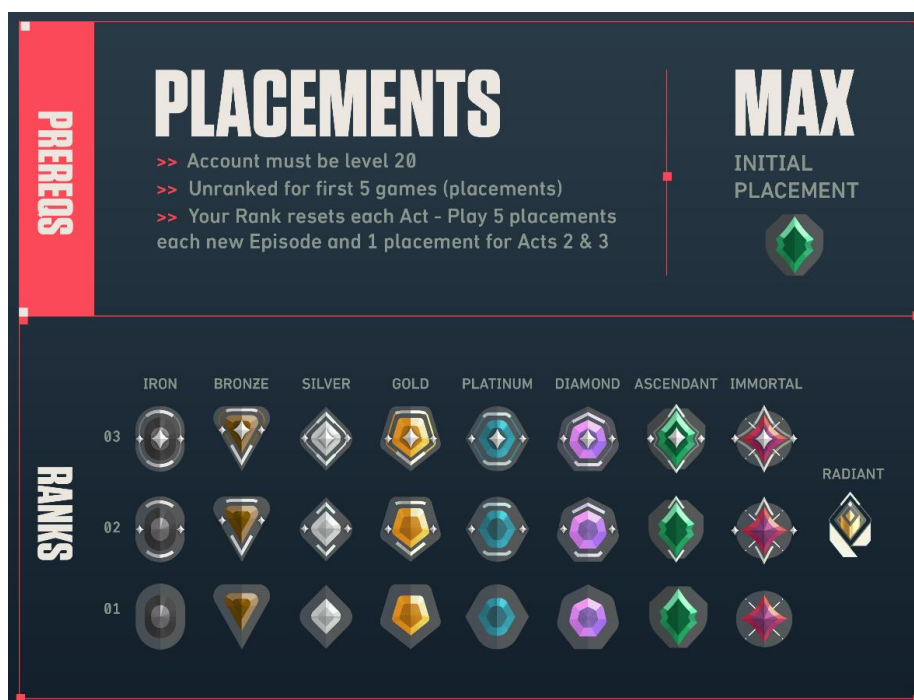 PREREQS
PLACEMENTS
>> Account must be level 20
>> Unranked for first 5 games (placements)
>> Your Rank resets each Act - Play 5 placements
each new Episode and 1 placement for Acts 2 & 3
MAX
INITIAL
PLACEMENT
RANKS
IRON BRONZE SILVER GOLD PLATINUM DIAMOND ASCENDANT IMMORTAL
03
RADIANT
02
01